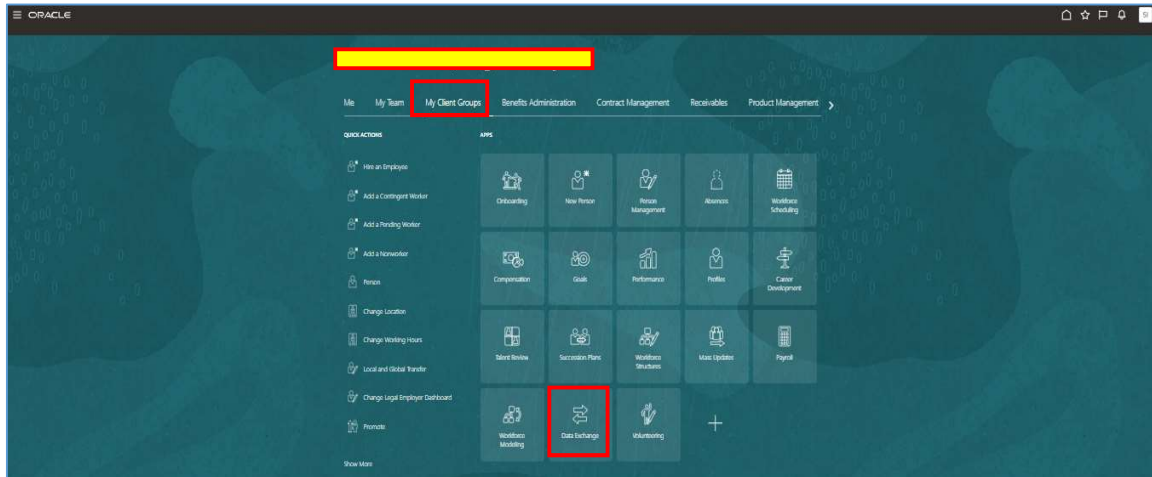 ORACLE
SI
Me My Team My Client Groups Benefits Administration Contract Management Receivables Product Management
QUICK ACTIONS
APPS
Hire an Employee
Add a Contingent Worker
Add a Pending Worker
Add a Nonworker
Person
Change Location
Change Working Hours
Local and Global Transfer
Change Legal Employer Dashboard
Promote
Show More
Onboarding
New Person
Person
Management
Absences
Workforce
Scheduling
Compensation
Goals
Performance
Profiles
Career
Development
Talent Review
Succession Plans
Workforce
Structures
Mass Updates
Payroll
Workforce
Modeling
Data Exchange
Volunteering